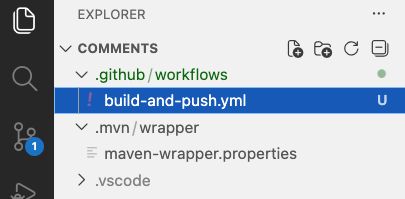 EXPLORER
COMMENTS
.github/workflows
! build-and-push.yml U
1
.mvn/wrapper
maven-wrapper.properties
.vscode